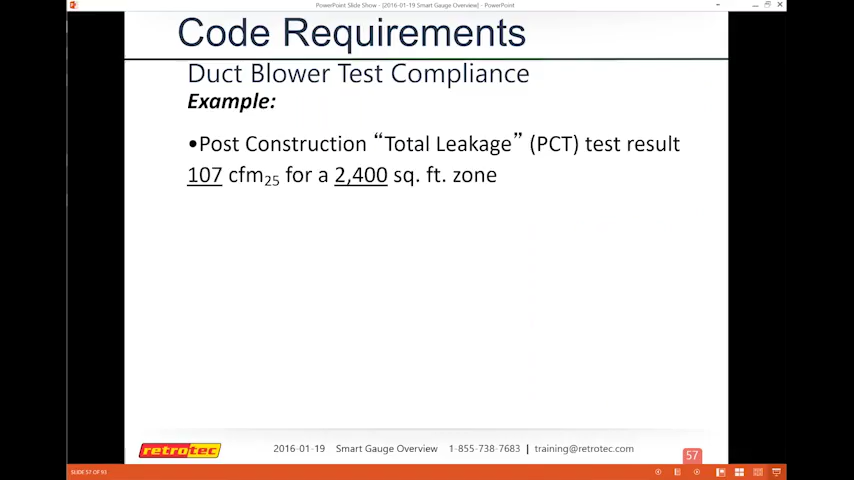 PowerPoint Slide Show - [2016-01-19 Smart Gauge Overview] - PowerPoint
Code Requirements
Duct Blower Test Compliance
Example:
•Post Construction “Total Leakage” (PCT) test result
107 cfm25 for a 2,400 sq. ft. zone
retrotec
2016-01-19 Smart Gauge Overview 1-855-738-7683 | training@retrotec.com
57
SLIDE 57 OF 93